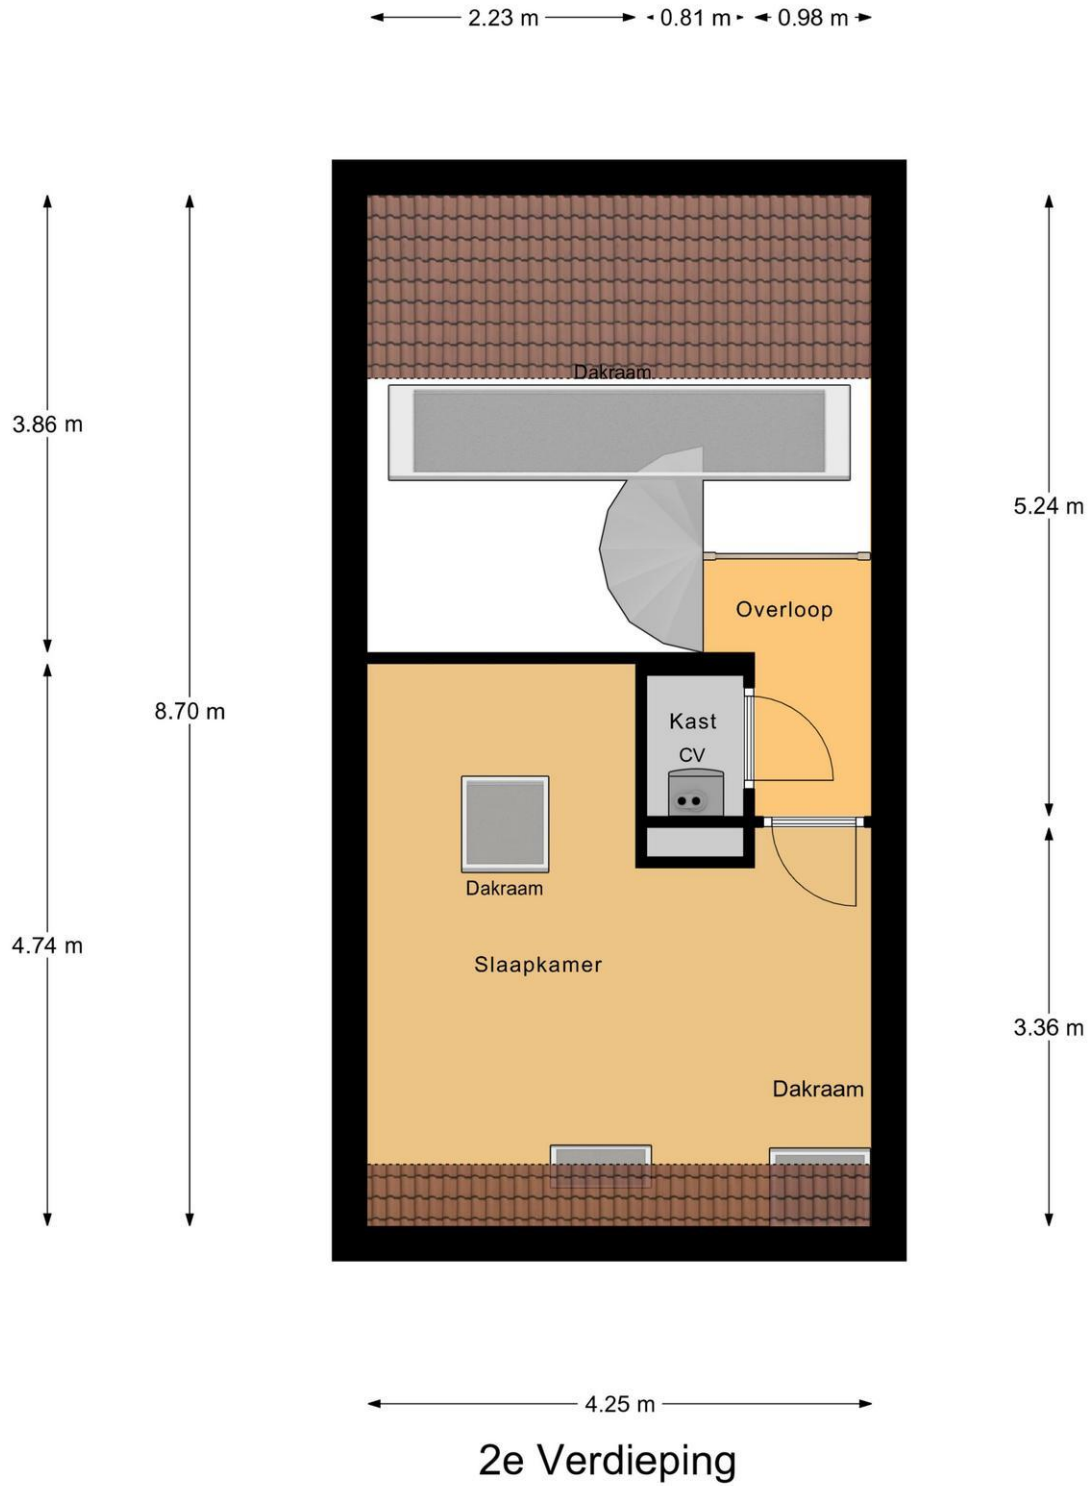 2.23 m
0.81 m
0.98 m
Dakraam
3.86 m
5.24 m
Overloop
8.70 m
Kast
CV
Dakraam
4.74 m
Slaapkamer
3.36 m
Dakraam
4.25 m
2e Verdieping